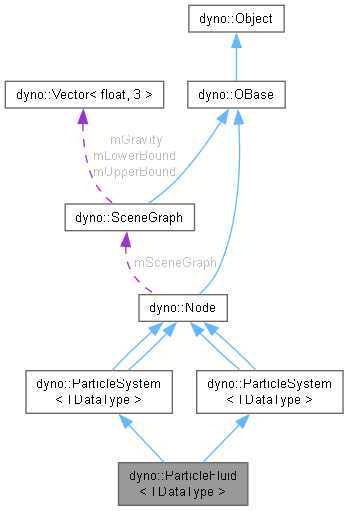 dyno::Object
dyno::Vector< float, 3 >
dyno::OBase
mGravity
mLowerBound
mUpperBound
dyno::SceneGraph
mSceneGraph
dyno::Node
dyno::ParticleSystem
< TDataType >
dyno::ParticleSystem
< TDataType >
dyno::ParticleFluid
< TDataType >